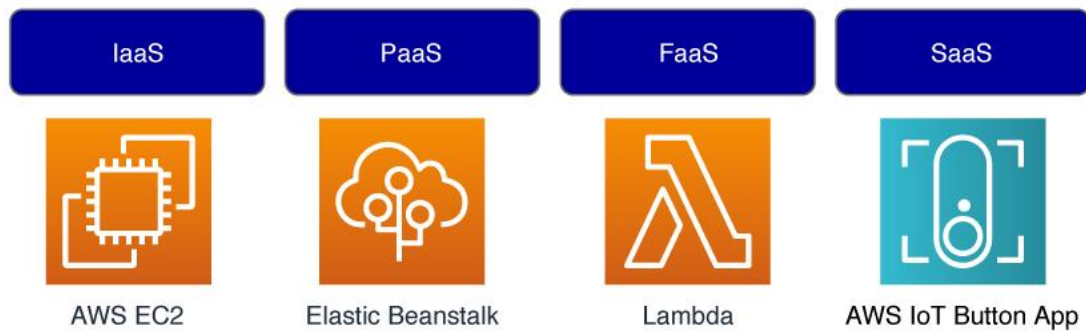 IaaS
PaaS
FaaS
SaaS
AWS EC2
Elastic Beanstalk
Lambda
AWS IoT Button App